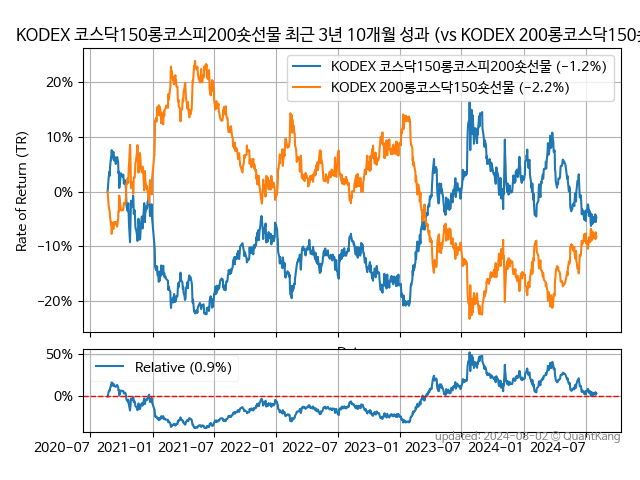 KODEX 코스닥150롱코스피200숏선물 최근 3년 10개월 성과 (vs KODEX 200롱코스닥150숏
KODEX 코스닥150롱코스피200숏선물 (−1.2%)
KODEX 200롱코스닥150숏선물 (−2.2%)
Rate of Return (TR)
20%
10%
0%
−10%
−20%
Relative (0.9%)
50%
0%
updated: 2024-08-02 © QuantKang
2020-07 2021-01 2021-07 2022-01 2022-07 2023-01 2023-07 2024-01 2024-07